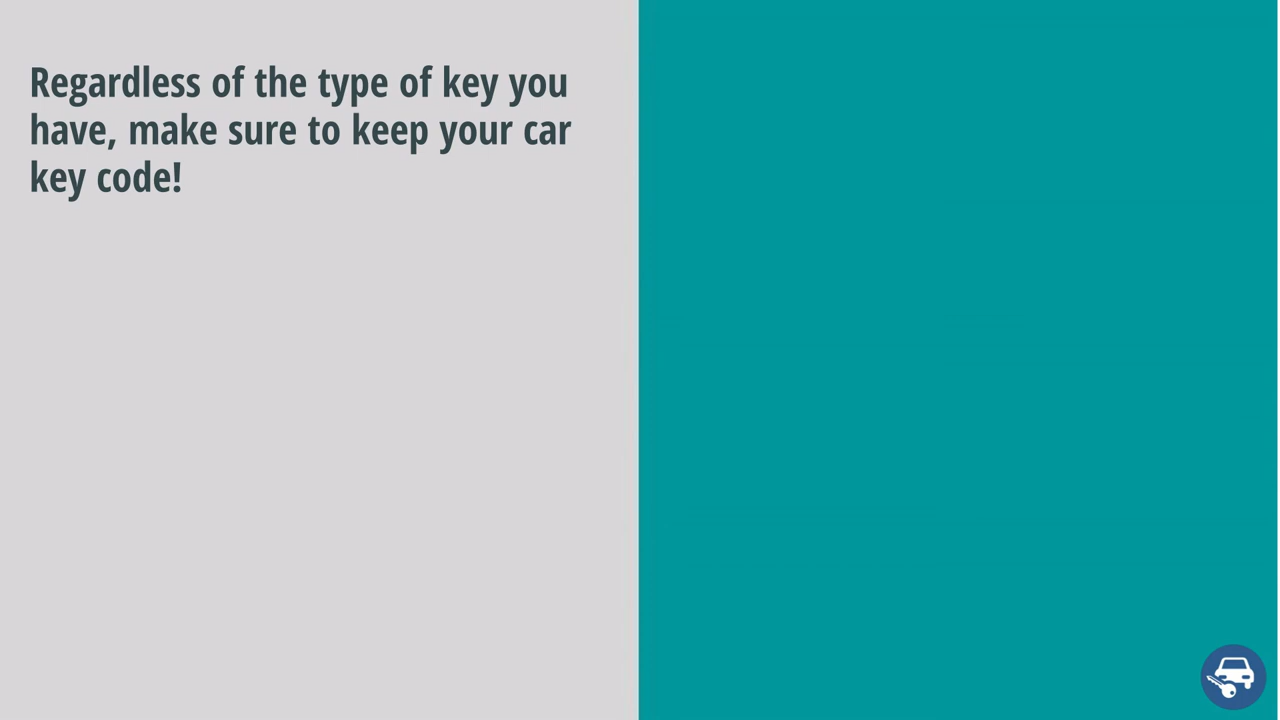 Regardless of the type of key you
have, make sure to keep your car
key code!